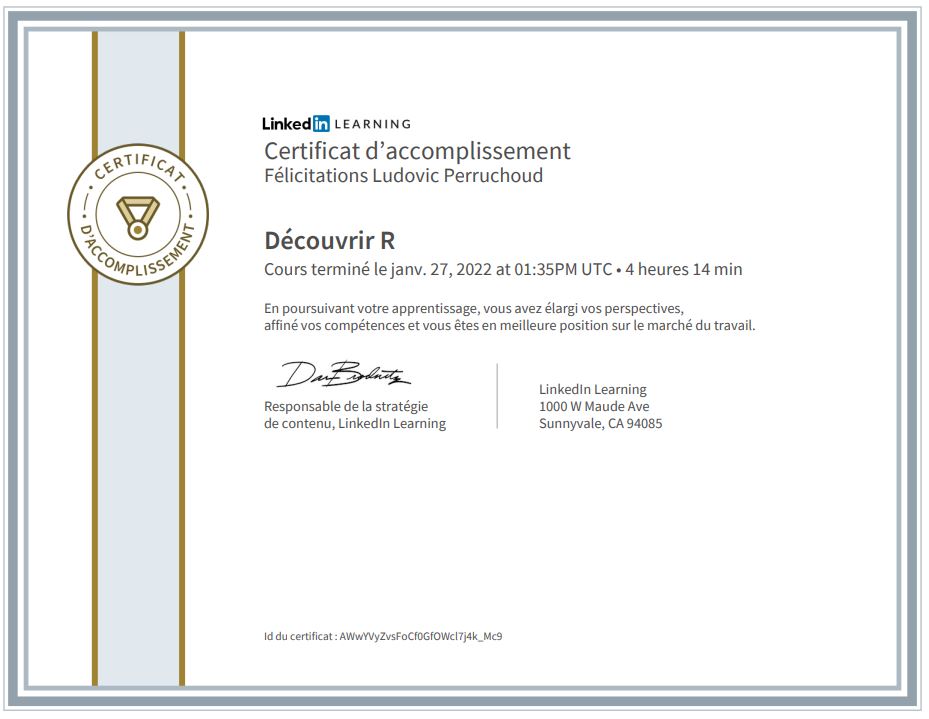 CERTIFICAT
D'ACCOMPLISSEMENT
Linkedin LEARNING
Certificat d’accomplissement
Félicitations Ludovic Perruchoud
Découvrir R
Cours terminé le janv. 27, 2022 at 01:35PM UTC • 4 heures 14 min
En poursuivant votre apprentissage, vous avez élargi vos perspectives,
affiné vos compétences et vous êtes en meilleure position sur le marché du travail.
Responsable de la stratégie
de contenu, LinkedIn Learning
LinkedIn Learning
1000 W Maude Ave
Sunnyvale, CA 94085
Id du certificat : AWwYVyZvsFoCf0GfOWcl7j4k_Mc9